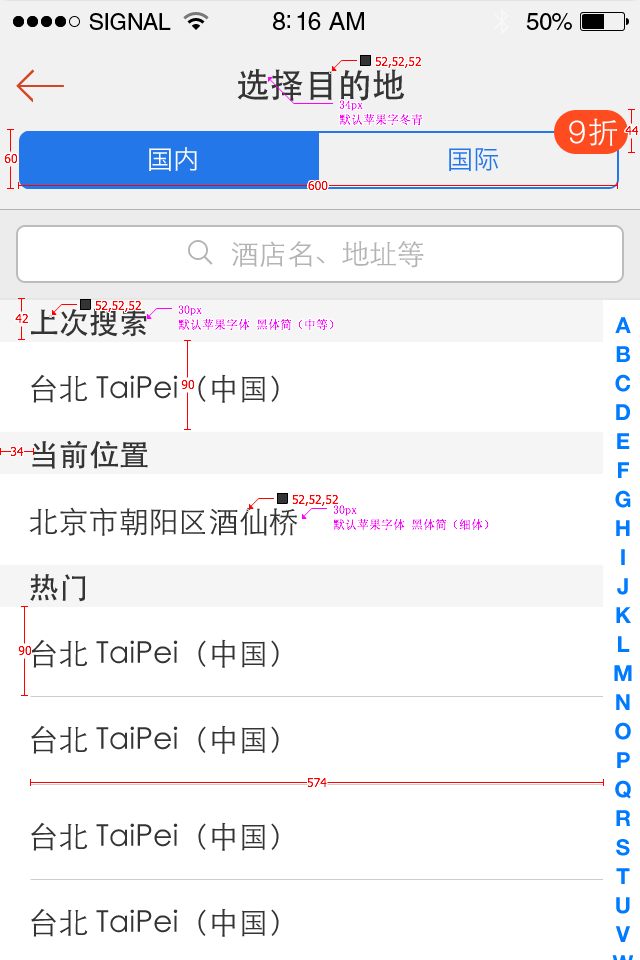 SIGNAL 8:16 AM 50%
52,52,52
选择目的地
34px
默认苹果字冬青
9折
44
60
国内 国际
600
酒店名、地址等
52,52,52
30px
42
上次搜索
默认苹果字体 黑体简（中等）
A
B
90
台北 TaiPei（中国）
C
D
34
当前位置
E
F
52,52,52
G
30px
北京市朝阳区酒仙桥
默认苹果字体 黑体简（细体）
H
I
热门
J
K
90
台北 TaiPei（中国）
L
M
N
台北 TaiPei（中国）
O
P
574
Q
R
台北 TaiPei（中国）
S
T
U
台北 TaiPei（中国）
V
W